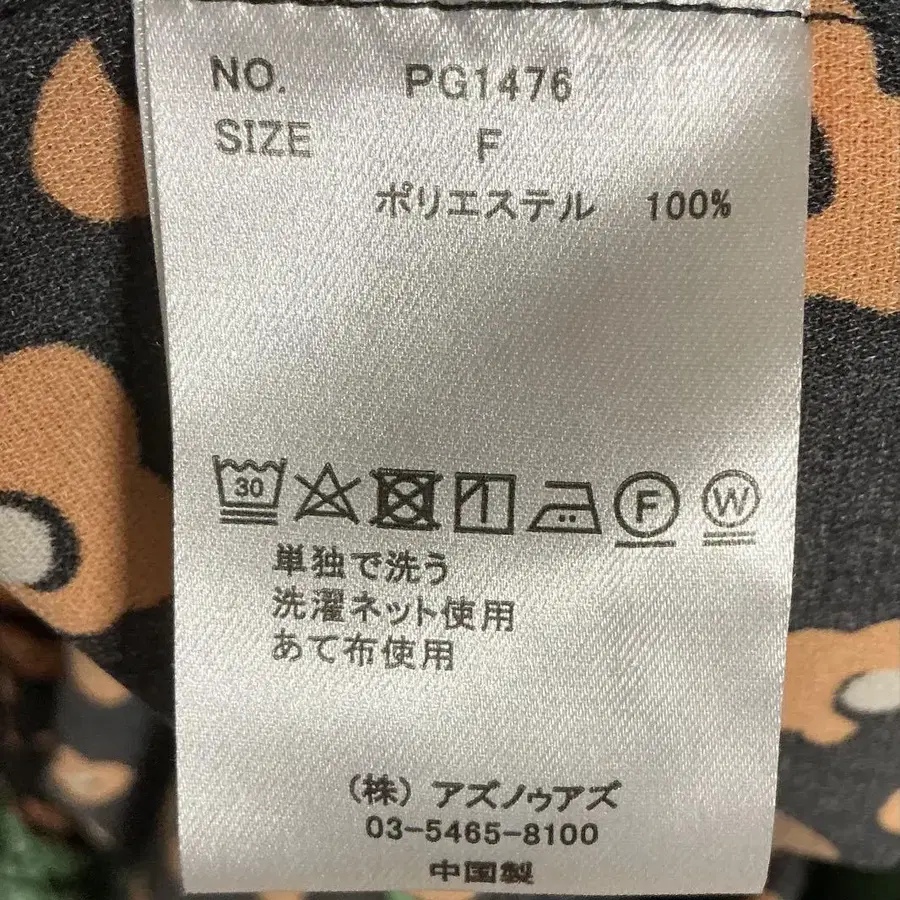 NO. PG1476
SIZE F
ポリエステル 100%
30 F W
単独で洗う
洗濯ネット使用
あて布使用
(株) アズノゥアズ
03-5465-8100
中国製